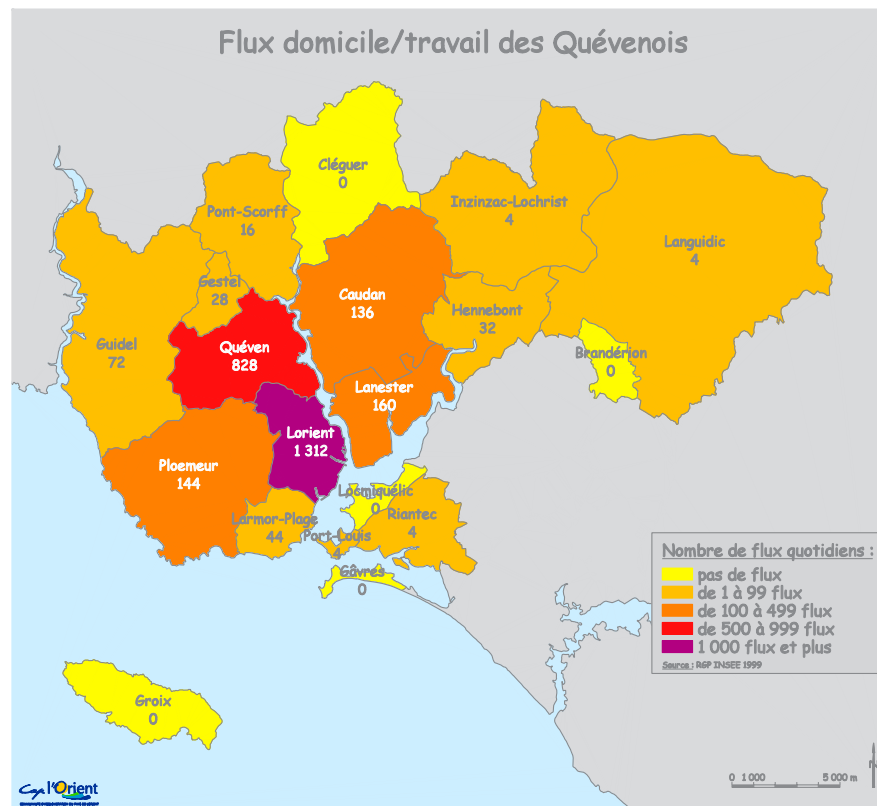 Flux domicile/travail des Quévenois
Cléguer
0
Inzinzac-Lochrist
4
Pont-Scorff
16
Languidic
4
Gestel
28
Caudan
136
Hennebont
32
Guidel
72
Quéven
828
Brandérion
0
Lanester
160
Lorient
1 312
Ploemeur
144
Locmiquélic
0
Larmor-Plage
44
Riantec
4
Port-Louis
4
Gâvres
0
Groix
0
Nombre de flux quotidiens :
pas de flux
de 1 à 99 flux
de 100 à 499 flux
de 500 à 999 flux
1 000 flux et plus
Source : RGP INSEE 1999
0 1 000 5 000 m
N
Cap l'Orient